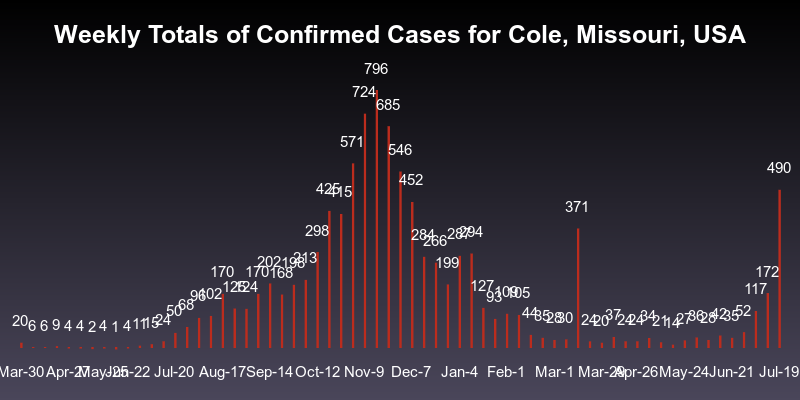 Weekly Totals of Confirmed Cases for Cole, Missouri, USA
20 6 6 9 4 4 2 4 1 4 11 15 24 50 68 96 102 170 125 124 170 202 168 198 213 298 425 415 571 724 796 685 546 452 284 266 199 287 294 127 93 109 105 44 35 28 30 371 24 20 37 24 24 34 21 14 27 36 28 42 35 52 117 172 490
Mar-30 Apr-27 May-25 Jun-22 Jul-20 Aug-17 Sep-14 Oct-12 Nov-9 Dec-7 Jan-4 Feb-1 Mar-1 Mar-29 Apr-26 May-24 Jun-21 Jul-19